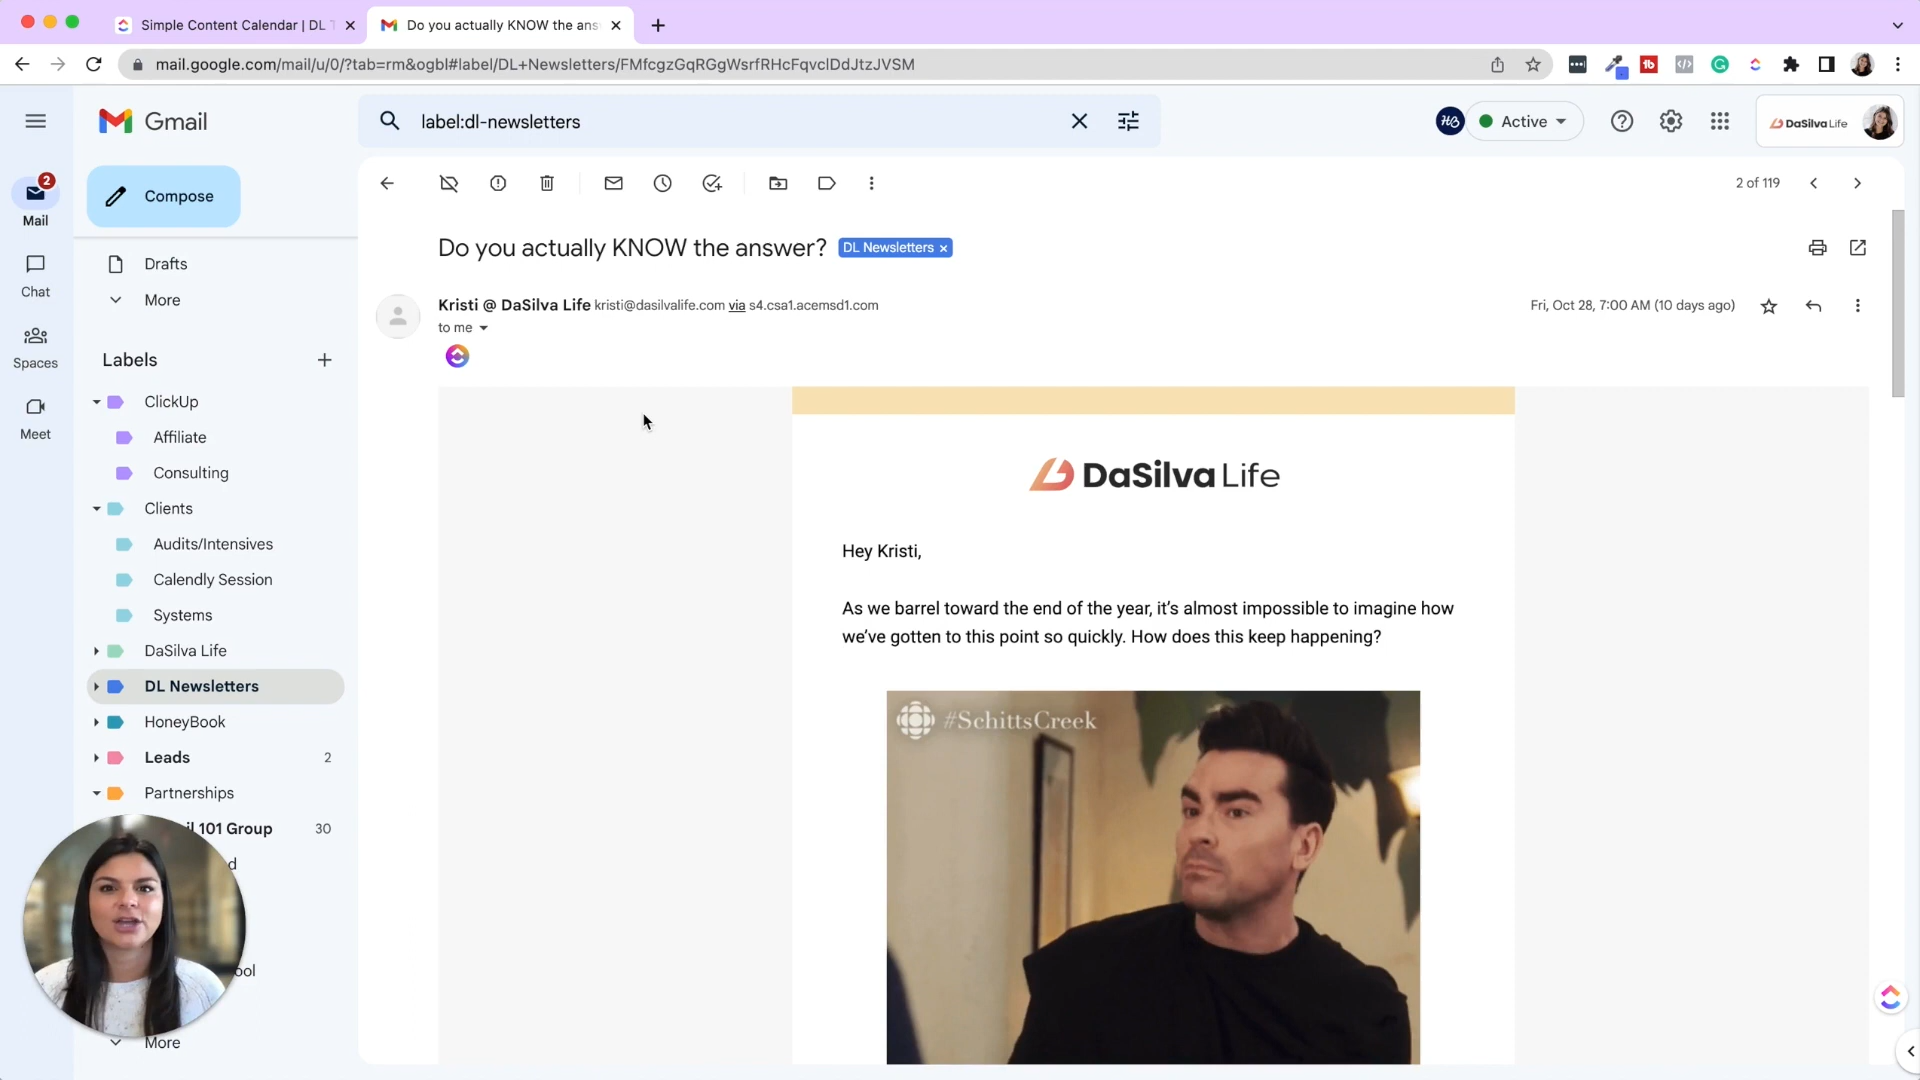 Simple Content Calendar | DL
Do you actually KNOW the ans
mail.google.com/mail/u/0/?tab=rm&ogbl#label/DL+Newsletters/FMfcgzGqRGgWsrfRHcFqvclDdJtzJVSM
Gmail
label:dl-newsletters
HB
Active
DaSilva Life
2
Mail
Chat
Spaces
Meet
Compose
Drafts
More
Labels
ClickUp
Affiliate
Consulting
Clients
Audits/Intensives
Calendly Session
Systems
DaSilva Life
DL Newsletters
HoneyBook
Leads 2
Partnerships
il 101 Group 30
d
ool
More
2 of 119
Do you actually KNOW the answer? DL Newsletters ×
Kristi @ DaSilva Life kristi@dasilvalife.com via s4.csa1.acemsd1.com
Fri, Oct 28, 7:00 AM (10 days ago)
to me
DaSilva Life
Hey Kristi,
As we barrel toward the end of the year, it's almost impossible to imagine how
we've gotten to this point so quickly. How does this keep happening?
#SchittsCreek